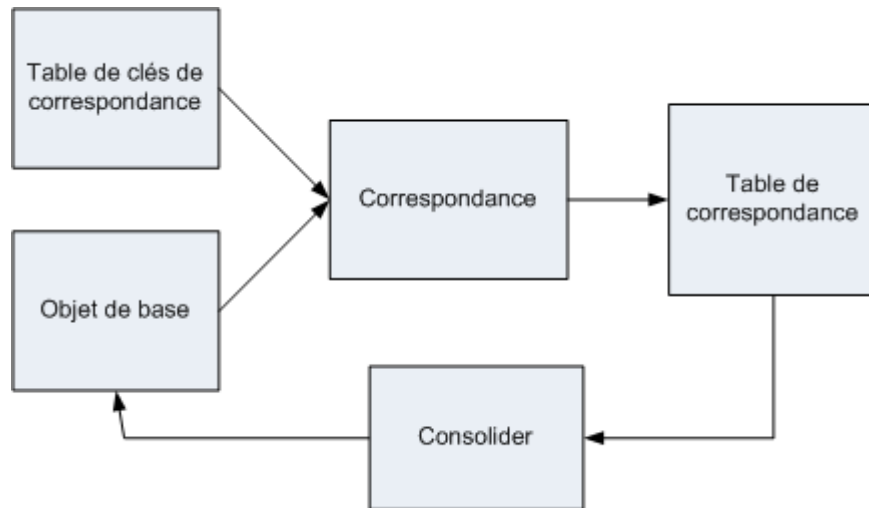 Table de clés de
correspondance
Correspondance
Table de
correspondance
Objet de base
Consolider